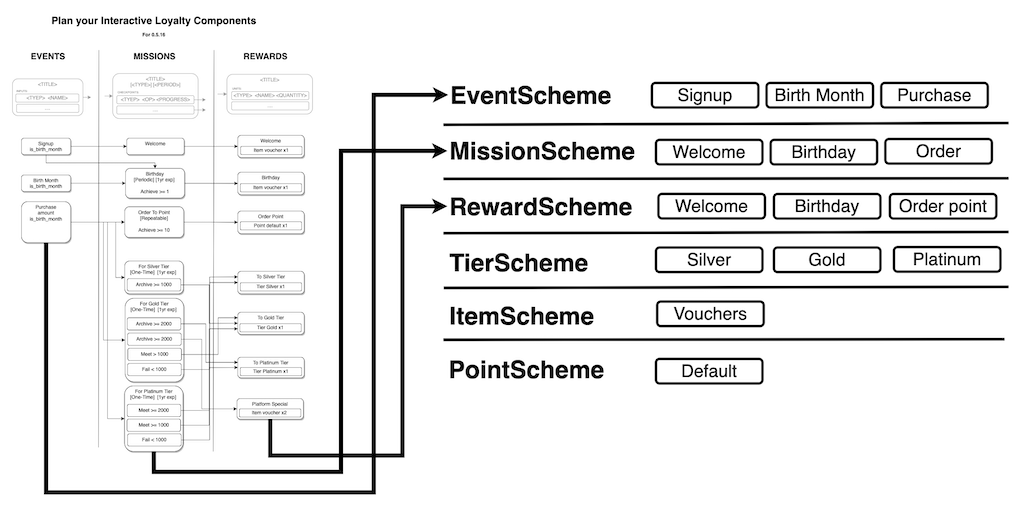 Plan your Interactive Loyalty Components
For 0.5.16
EVENTS
MISSIONS
REWARDS
<TITLE>
<TYEP> <NAME>
....
<TITLE>
[<TYPE>] [<PERIOD>]
<TYEP> <OP> <PROGRESS>
....
<TITLE>
<TYPE> <NAME> <QUANTITY>
....
Signup
is_birth_month
Welcome
Welcome
Item voucher x1
Birth Month
is_birth_month
Birthday
[Periodic] [1yr exp]
Achieve >= 1
Birthday
Item voucher x1
Purchase
amount
is_birth_month
Order To Point
[Repeatable]
Achieve >= 10
Order Point
Point default x1
For Silver Tier
[One-Time] [1yr exp]
Archive >= 1000
To Silver Tier
Tier Silver x1
For Gold Tier
[One-Time] [1yr exp]
Archive >= 2000
Archive >= 2000
Meet > 1000
Fail < 1000
To Gold Tier
Tier Gold x1
To Platinum Tier
Tier Platinum x1
For Platinum Tier
[One-Time] [1yr exp]
Meet >= 2000
Meet >= 1000
Fail < 1000
Platform Special
Item voucher x2
EventScheme
Signup
Birth Month
Purchase
MissionScheme
Welcome
Birthday
Order
RewardScheme
Welcome
Birthday
Order point
TierScheme
Silver
Gold
Platinum
ItemScheme
Vouchers
PointScheme
Default